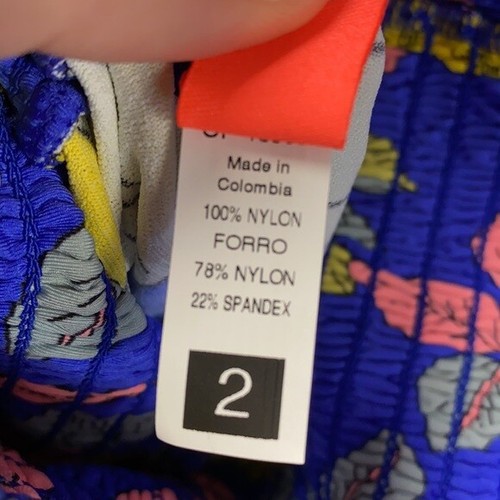 Made in
Colombia
100% NYLON
FORRO
78% NYLON
22% SPANDEX
2